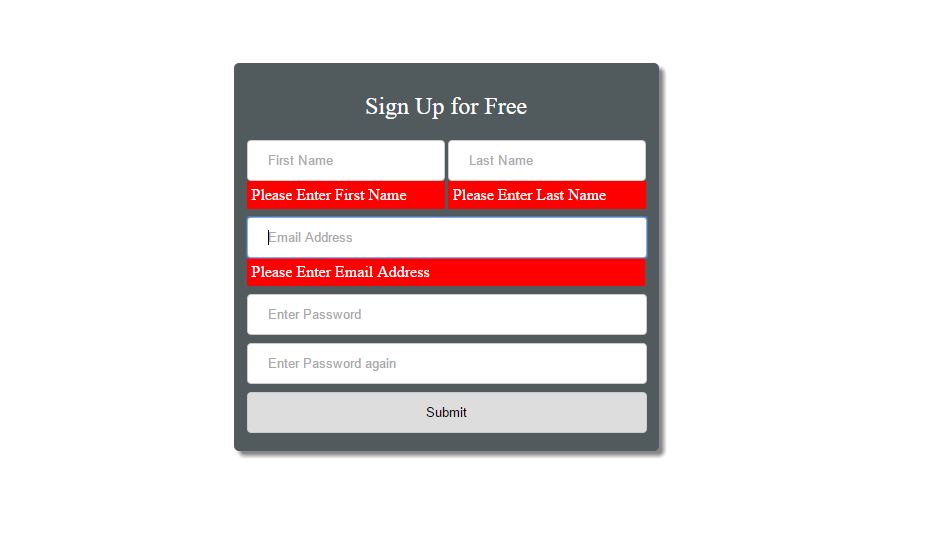 Sign Up for Free
First Name
Last Name
Please Enter First Name
Please Enter Last Name
Email Address
Please Enter Email Address
Enter Password
Enter Password again
Submit